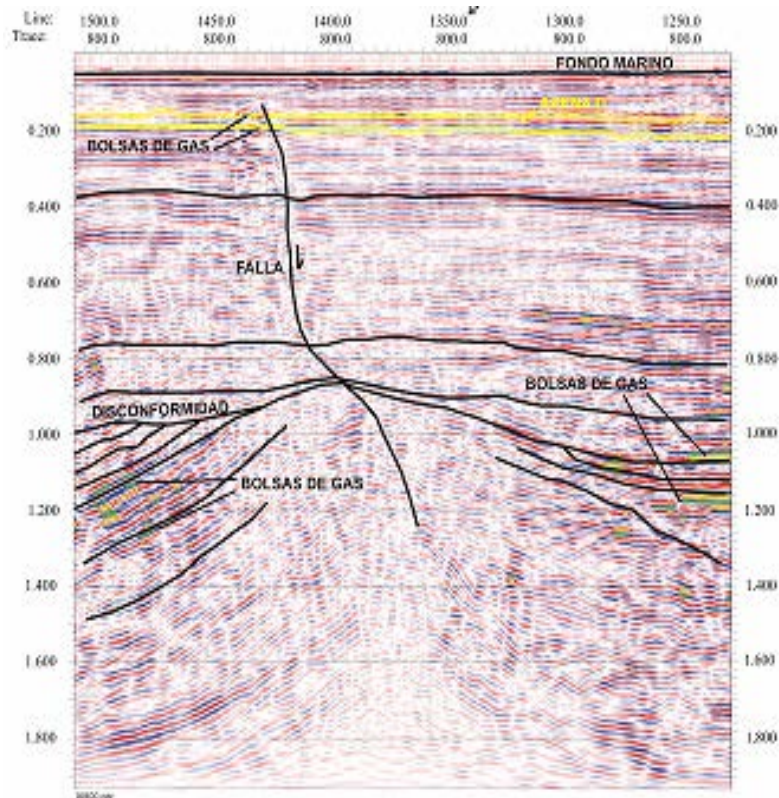 Line: 1500.0 1450.0 1400.0 1350.0 1300.0 1250.0
Trace: 800.0 800.0 800.0 800.0 800.0 800.0
FONDO MARINO
ARENA
0.200 0.200
BOLSAS DE GAS
0.400 0.400
FALLA
0.600 0.600
0.800 0.800
BOLSAS DE GAS
DISCONFORMIDAD
1.000 1.000
BOLSAS DE GAS
1.200 1.200
1.400 1.400
1.600 1.600
1.800 1.800